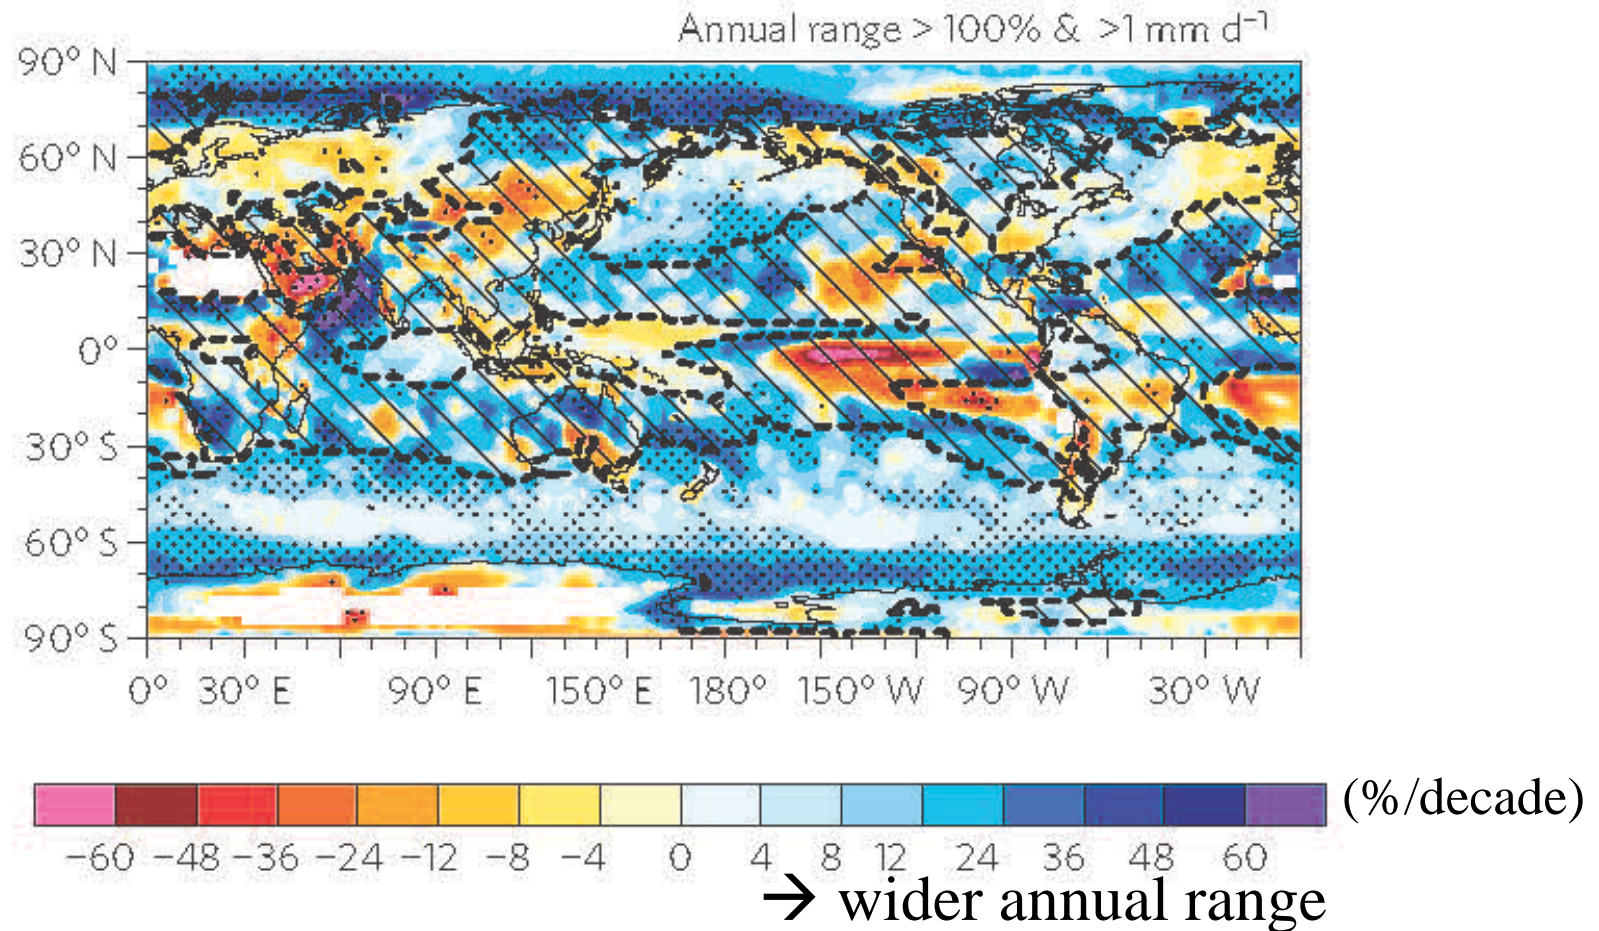 Annual range > 100% & >1 mm d⁻¹
90° N
60° N
30° N
0°
30° S
60° S
90° S
0° 30° E 90° E 150° E 180° 150° W 90° W 30° W
(%/decade)
−60 −48 −36 −24 −12 −8 −4 0 4 8 12 24 36 48 60
→ wider annual range